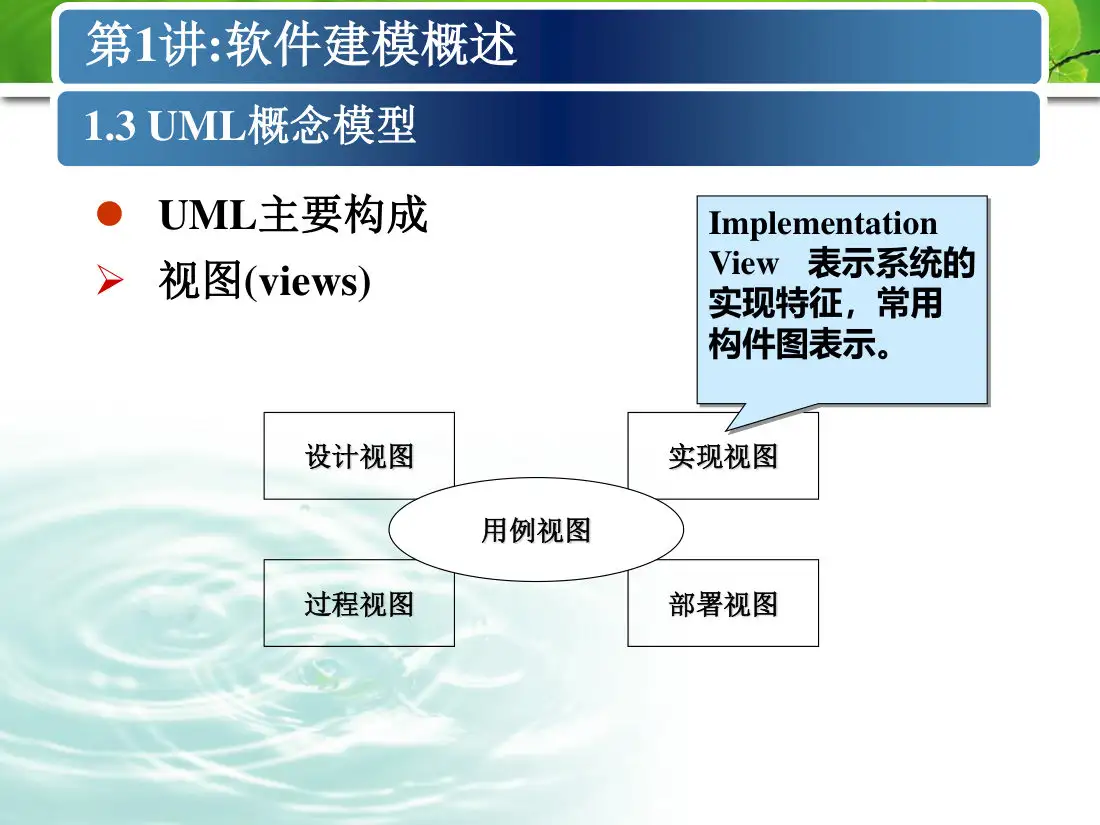 第1讲:软件建模概述
1.3 UML概念模型
UML主要构成
视图(views)
Implementation
View 表示系统的
实现特征，常用
构件图表示。
设计视图
实现视图
用例视图
过程视图
部署视图